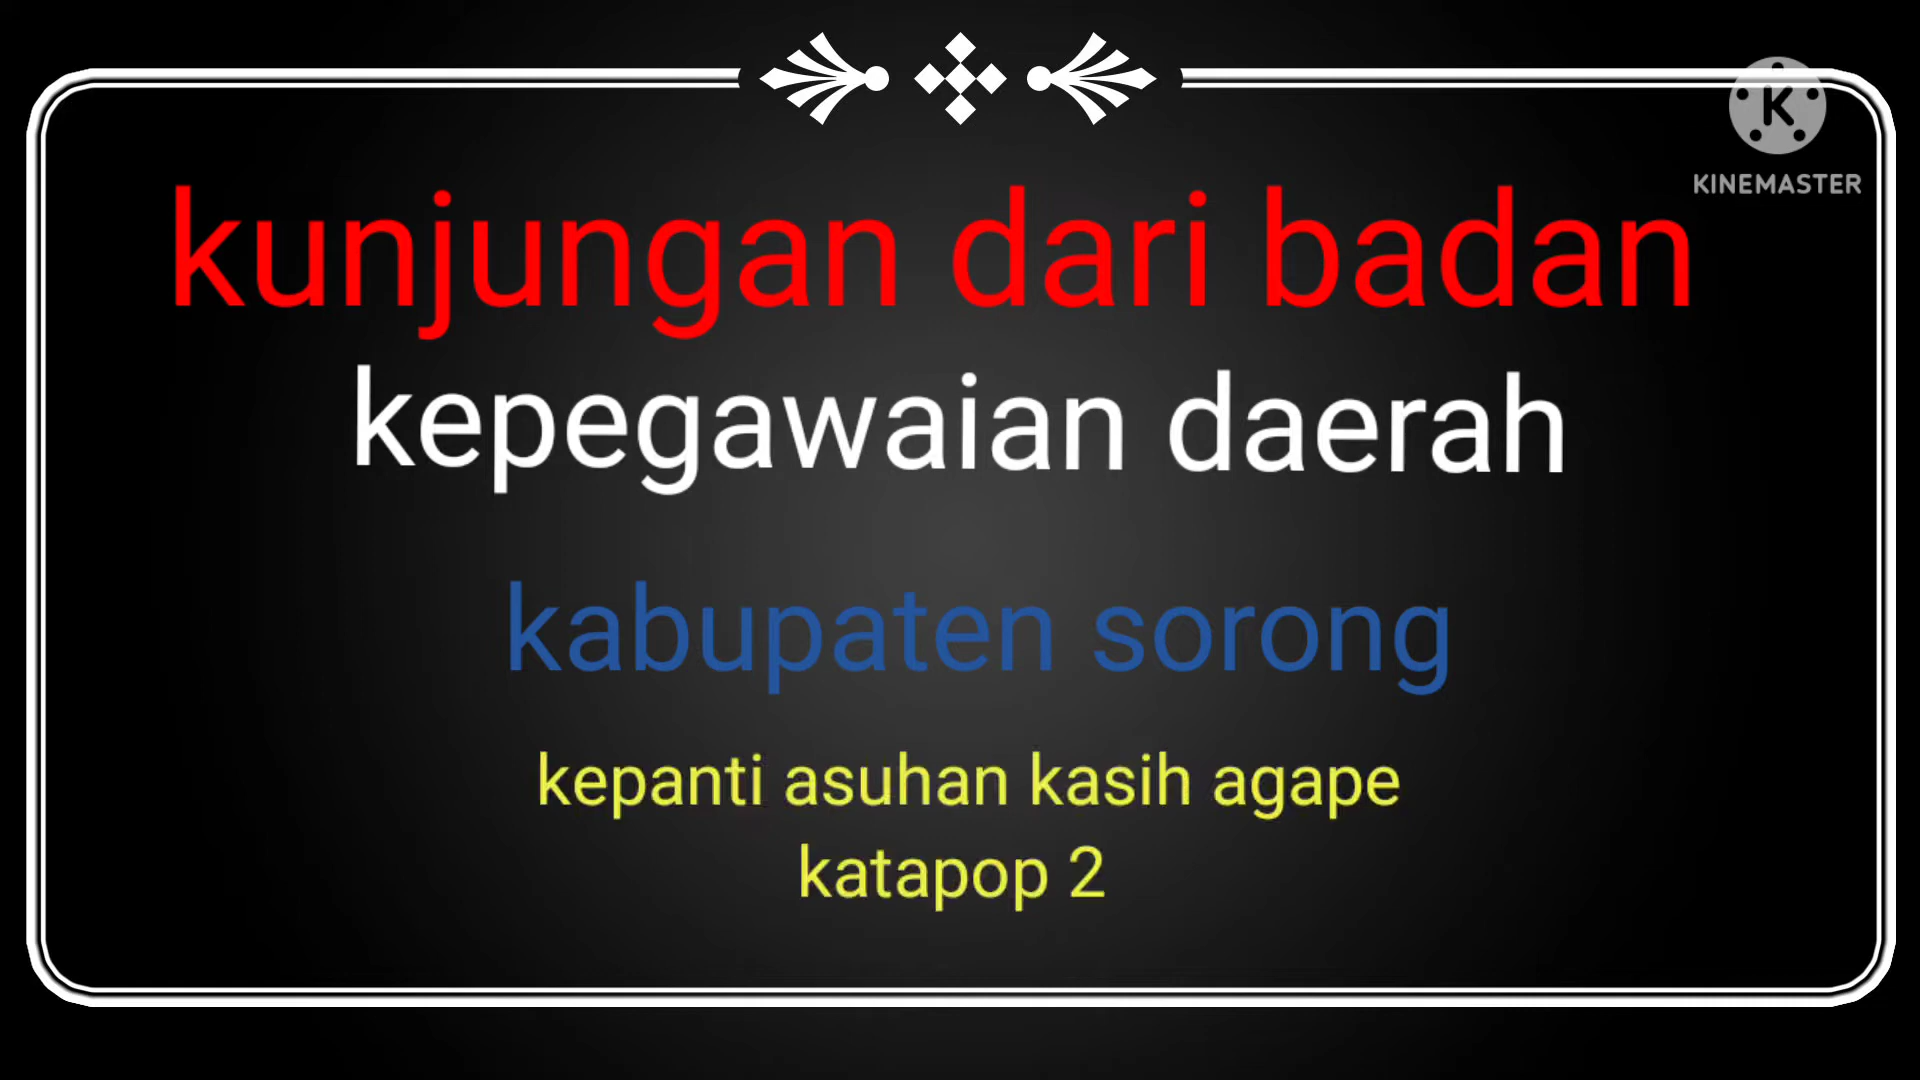 KINEMASTER
kunjungan dari badan
kepegawaian daerah
kabupaten sorong
kepanti asuhan kasih agape
katapop 2